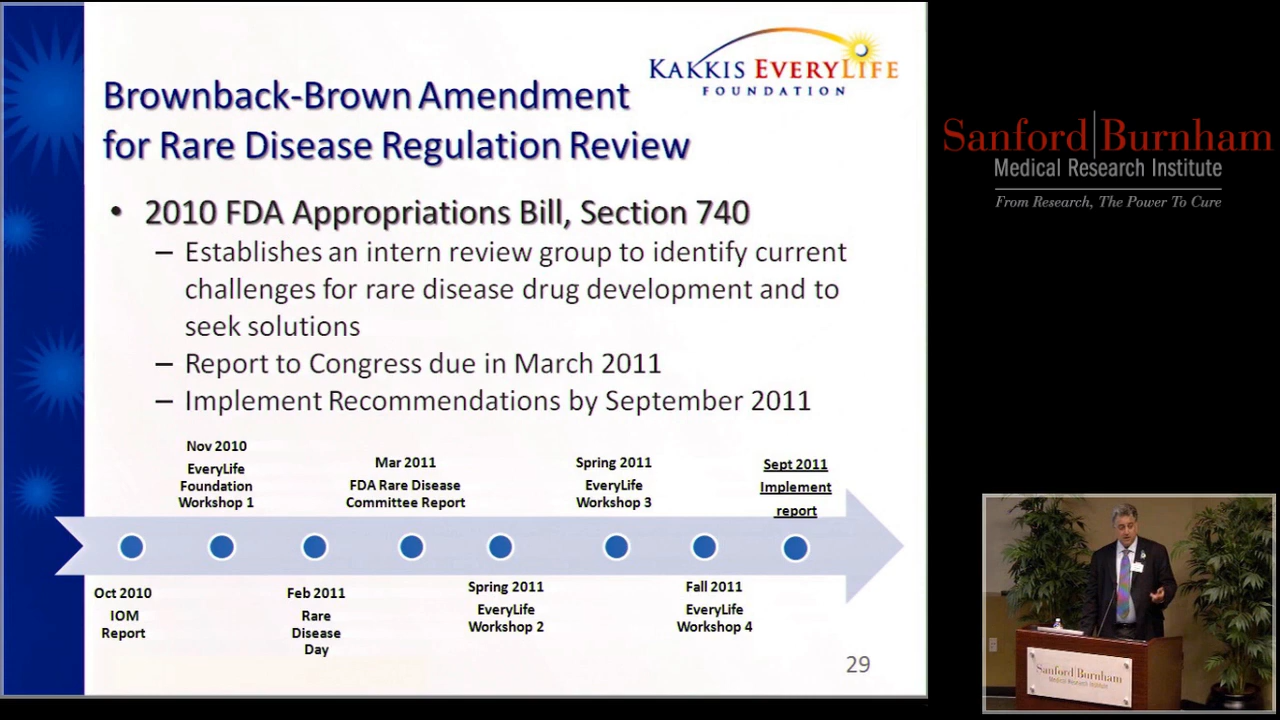 KAKKIS EVERYLIFE
FOUNDATION
Brownback-Brown Amendment
for Rare Disease Regulation Review
• 2010 FDA Appropriations Bill, Section 740
– Establishes an intern review group to identify current
challenges for rare disease drug development and to
seek solutions
– Report to Congress due in March 2011
– Implement Recommendations by September 2011
Nov 2010
EveryLife
Foundation
Workshop 1
Mar 2011
FDA Rare Disease
Committee Report
Spring 2011
EveryLife
Workshop 3
Sept 2011
Implement
report
Oct 2010
IOM
Report
Feb 2011
Rare
Disease
Day
Spring 2011
EveryLife
Workshop 2
Fall 2011
EveryLife
Workshop 4
29
Sanford|Burnham
Medical Research Institute
From Research, The Power To Cure
Sanford Burnham
Medical Research Institute